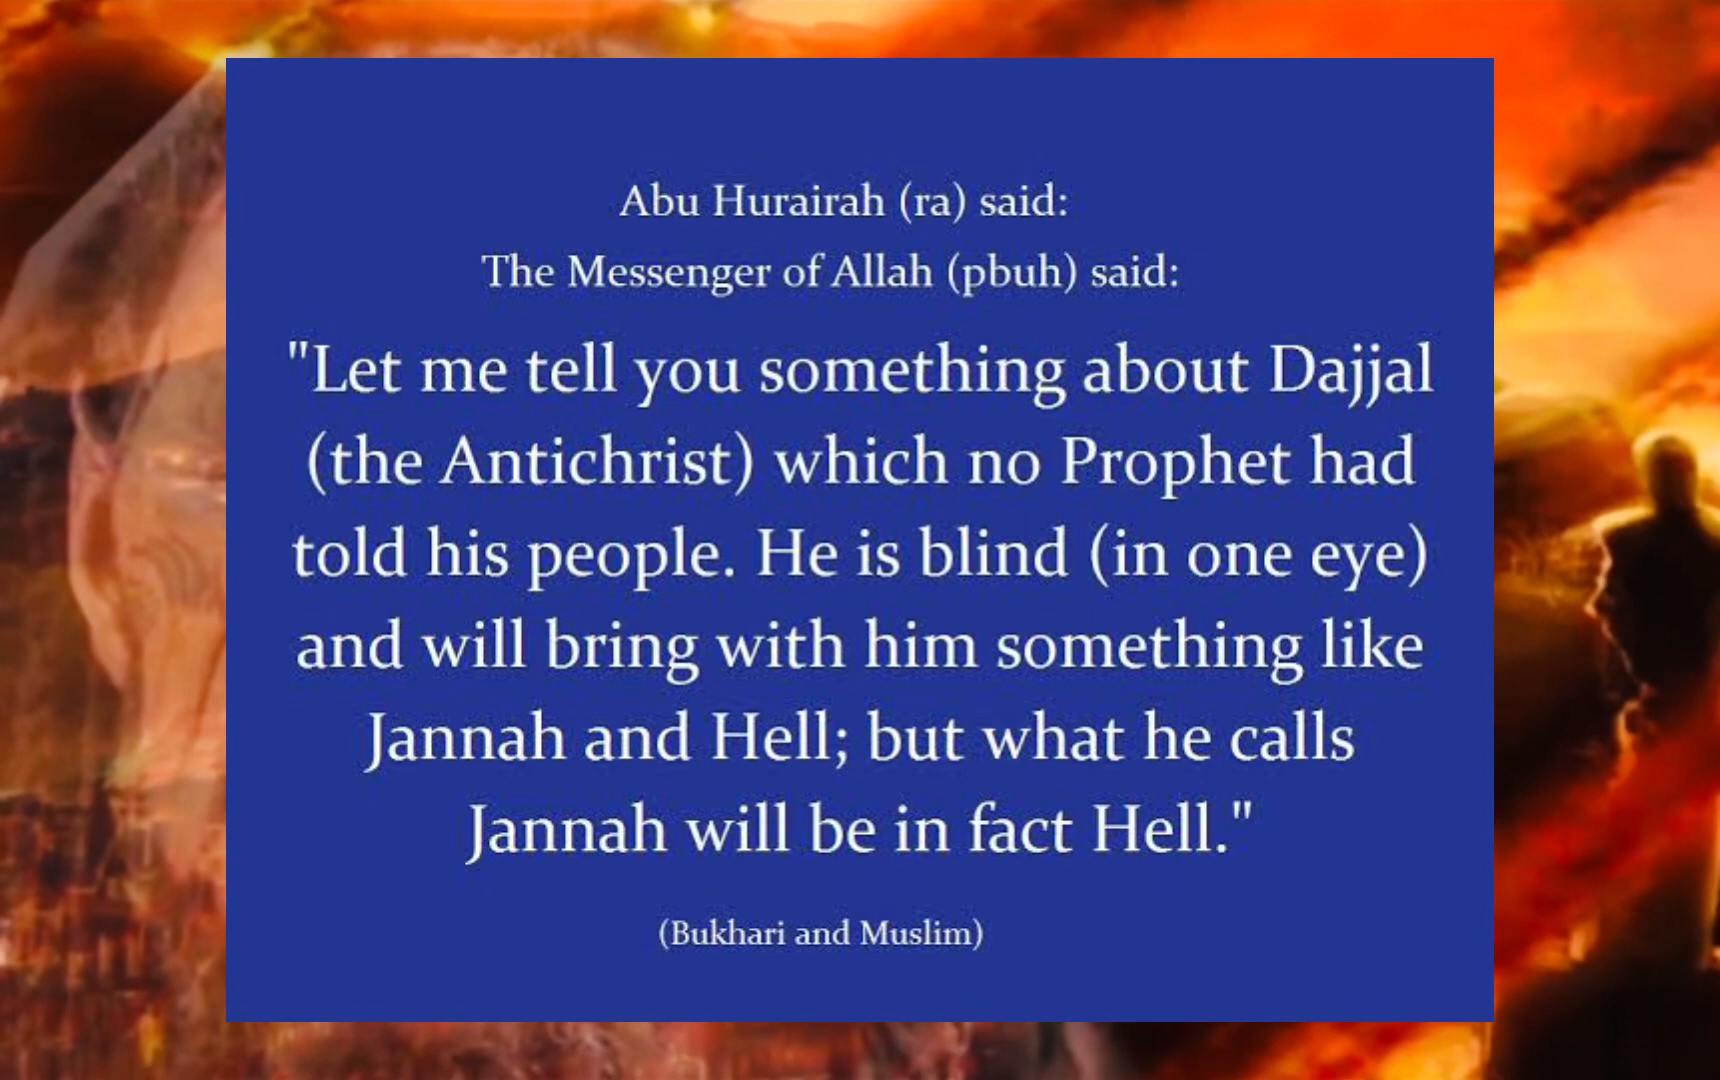 Abu Hurairah (ra) said:
The Messenger of Allah (pbuh) said:
"Let me tell you something about Dajjal
(the Antichrist) which no Prophet had
told his people. He is blind (in one eye)
and will bring with him something like
Jannah and Hell; but what he calls
Jannah will be in fact Hell."
(Bukhari and Muslim)